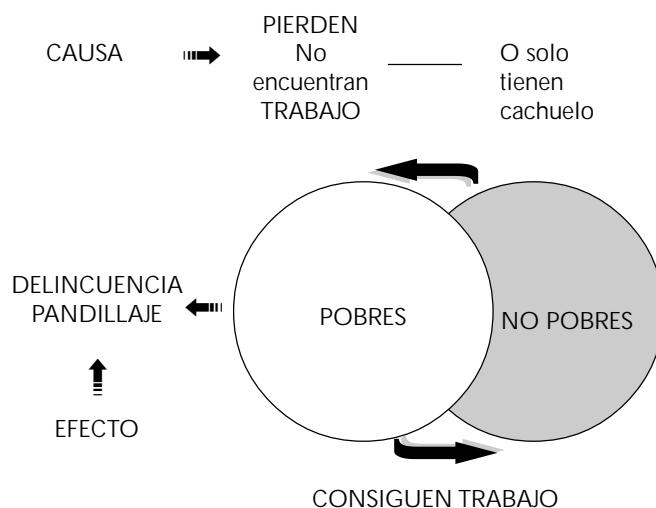 CAUSA
PIERDEN
No
encuentran
TRABAJO
O solo
tienen
cachuelo
DELINCUENCIA
PANDILLAJE
POBRES
NO POBRES
EFECTO
CONSIGUEN TRABAJO